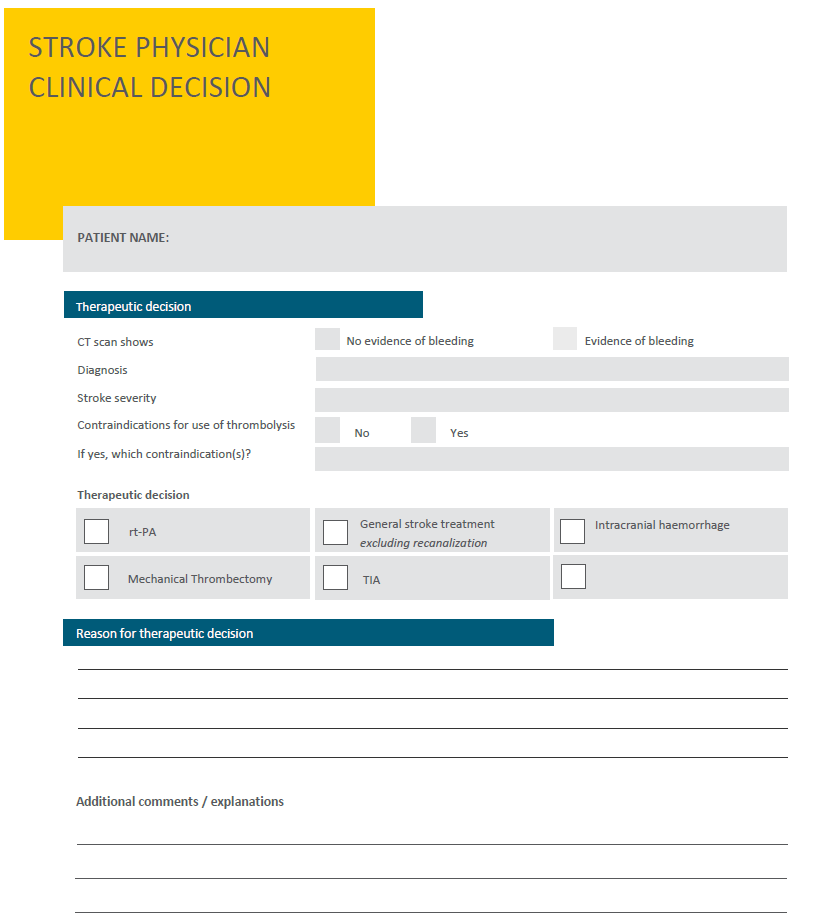 STROKE PHYSICIAN
CLINICAL DECISION
PATIENT NAME:
Therapeutic decision
CT scan shows No evidence of bleeding Evidence of bleeding
Diagnosis
Stroke severity
Contraindications for use of thrombolysis No Yes
If yes, which contraindication(s)?
Therapeutic decision
rt-PA General stroke treatment Intracranial haemorrhage
excluding recanalization
Mechanical Thrombectomy TIA
Reason for therapeutic decision
Additional comments / explanations